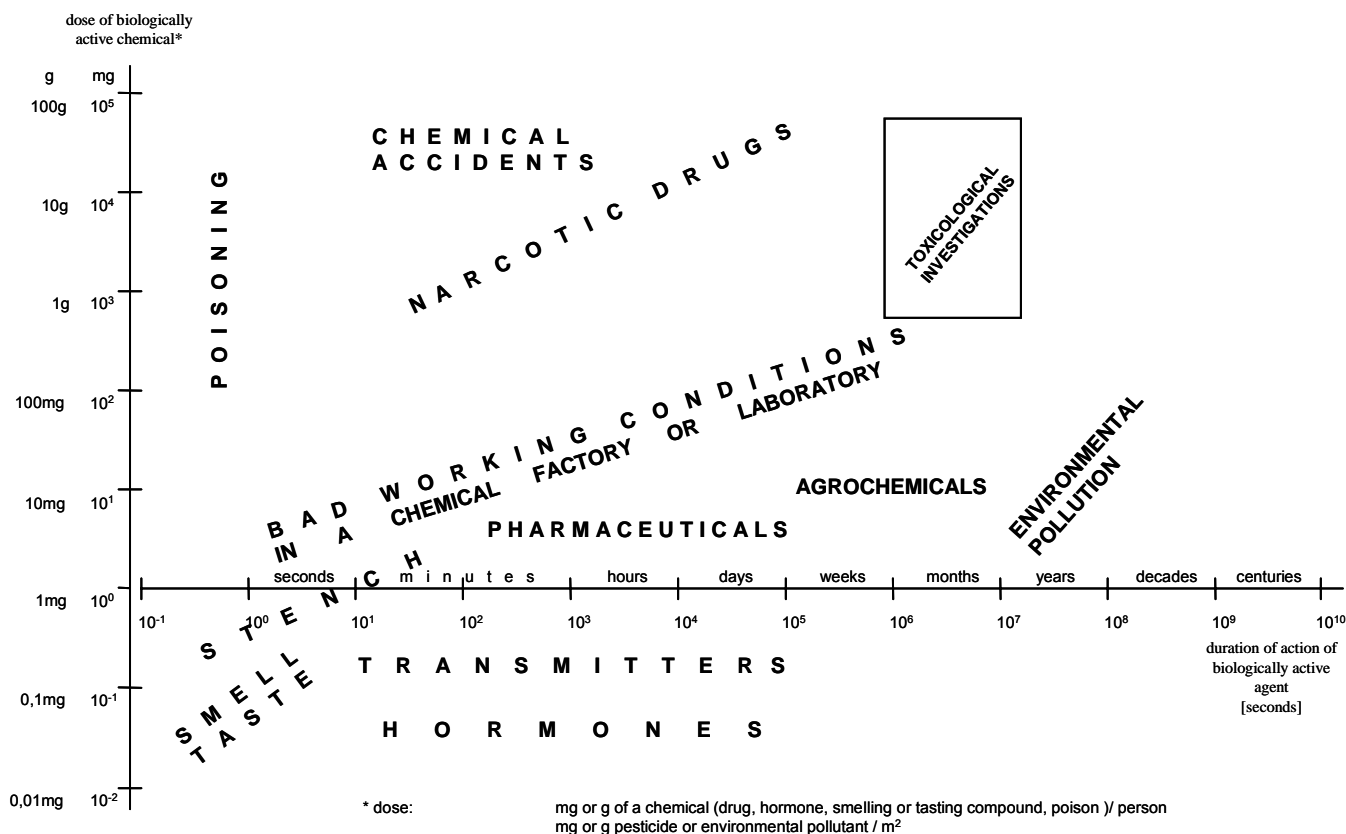 dose of biologically
active chemical*
g mg
100g 10⁵
CHEMICAL
ACCIDENTS
NARCOTIC DRUGS
POISONING
TOXICOLOGICAL
INVESTIGATIONS
10g 10⁴
1g 10³
100mg 10²
BAD WORKING CONDITIONS
IN A CHEMICAL FACTORY OR LABORATORY
ENVIRONMENTAL
POLLUTION
10mg 10¹
AGROCHEMICALS
PHARMACEUTICALS
STENCH
seconds minutes hours days weeks months years decades centuries
1mg 10⁰
10⁻¹ 10⁰ 10¹ 10² 10³ 10⁴ 10⁵ 10⁶ 10⁷ 10⁸ 10⁹ 10¹⁰
duration of action of
biologically active
agent
[seconds]
SMELL
TASTE
TRANSMITTERS
0,1mg 10⁻¹
HORMONES
0,01mg 10⁻²
* dose: mg or g of a chemical (drug, hormone, smelling or tasting compound, poison )/ person
mg or g pesticide or environmental pollutant / m²